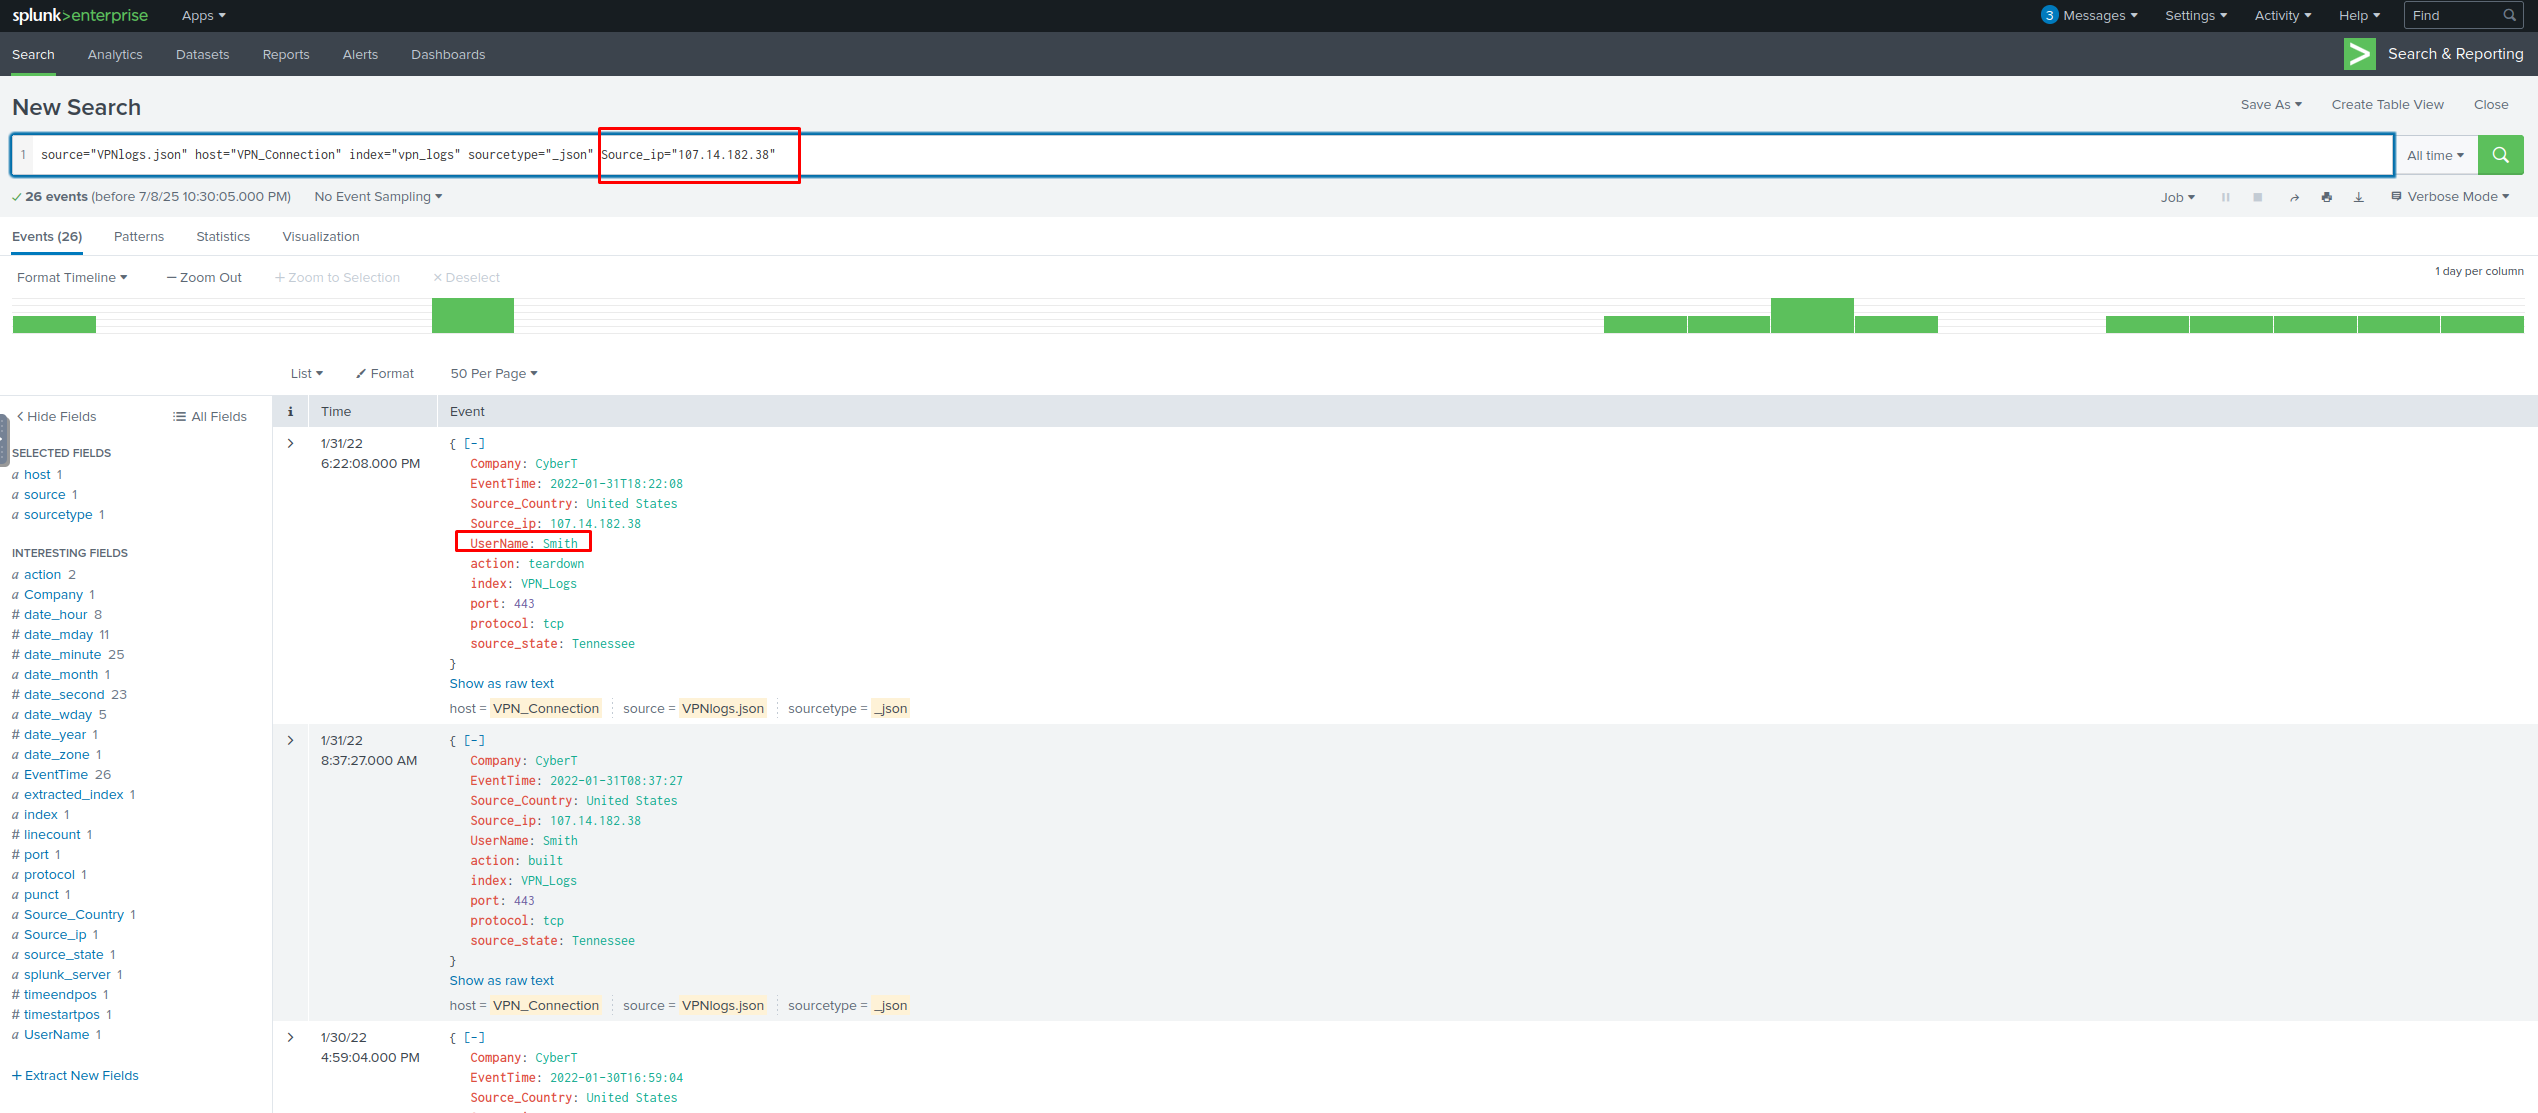 splunk>enterprise Apps 3 Messages Settings Activity Help Find
Search Analytics Datasets Reports Alerts Dashboards Search & Reporting
New Search Save As Create Table View Close
1 source="VPNlogs.json" host="VPN_Connection" index="vpn_logs" sourcetype="_json" Source_ip="107.14.182.38" All time
26 events (before 7/8/25 10:30:05.000 PM) No Event Sampling Job Verbose Mode
Events (26) Patterns Statistics Visualization
Format Timeline Zoom Out + Zoom to Selection × Deselect 1 day per column
List Format 50 Per Page
Hide Fields All Fields
SELECTED FIELDS
a host 1
a source 1
a sourcetype 1
INTERESTING FIELDS
a action 2
a Company 1
# date_hour 8
# date_mday 11
# date_minute 25
a date_month 1
# date_second 23
a date_wday 5
# date_year 1
a date_zone 1
a EventTime 26
a extracted_index 1
a index 1
# linecount 1
# port 1
a protocol 1
a punct 1
a Source_Country 1
a Source_ip 1
a source_state 1
a splunk_server 1
# timeendpos 1
# timestartpos 1
a UserName 1
+ Extract New Fields
i Time Event
1/31/22 { [-]
6:22:08.000 PM Company: CyberT
EventTime: 2022-01-31T18:22:08
Source_Country: United States
Source_ip: 107.14.182.38
UserName: Smith
action: teardown
index: VPN_Logs
port: 443
protocol: tcp
source_state: Tennessee
}
Show as raw text
host = VPN_Connection source = VPNlogs.json sourcetype = _json
1/31/22 { [-]
8:37:27.000 AM Company: CyberT
EventTime: 2022-01-31T08:37:27
Source_Country: United States
Source_ip: 107.14.182.38
UserName: Smith
action: built
index: VPN_Logs
port: 443
protocol: tcp
source_state: Tennessee
}
Show as raw text
host = VPN_Connection source = VPNlogs.json sourcetype = _json
1/30/22 { [-]
4:59:04.000 PM Company: CyberT
EventTime: 2022-01-30T16:59:04
Source_Country: United States